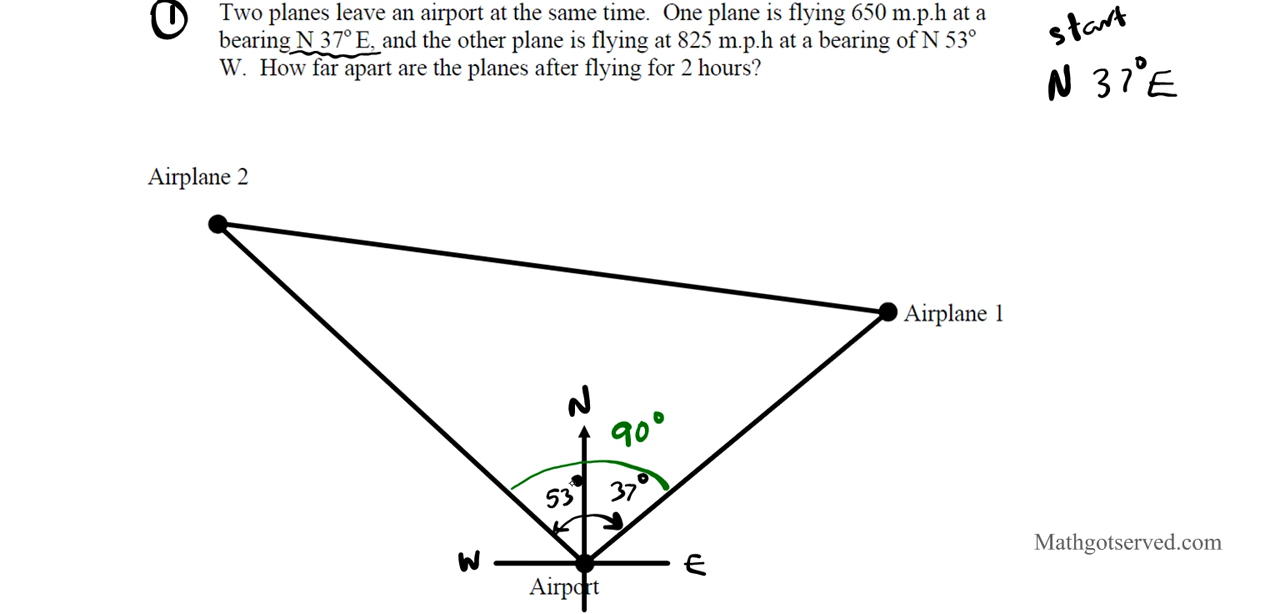 ① Two planes leave an airport at the same time. One plane is flying 650 m.p.h at a
bearing N 37° E, and the other plane is flying at 825 m.p.h at a bearing of N 53°
W. How far apart are the planes after flying for 2 hours?
start
N 37° E
Airplane 2
Airplane 1
N
90°
53°
37°
W
E
Airport
Mathgotserved.com